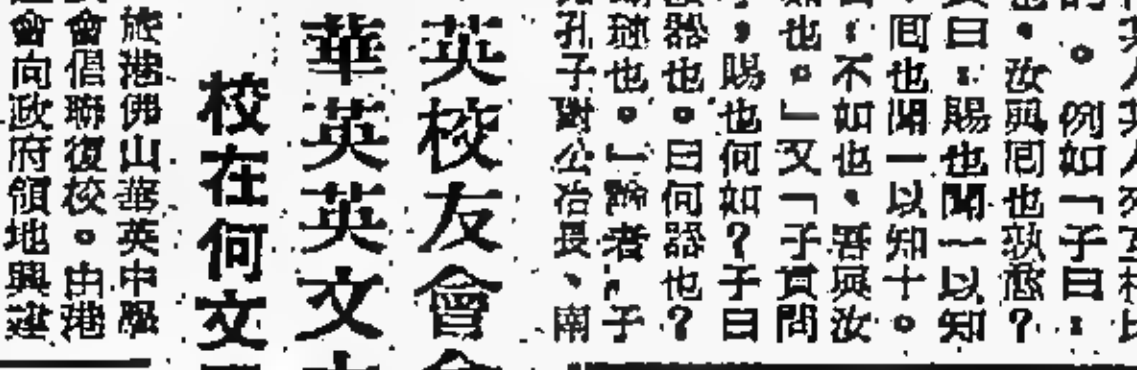 的。例如「子曰：
也。汝與回也孰愈？
曰：賜也聞一以知
回也聞一以知十。
：不如也，吾與汝
如也。」又「子貢問
，賜也何如？子曰
器也。曰何器也？
瑚璉也。」論者，子
孔子對公冶長、南
英校友會會
華英英文
校在何文
旅港佛山華英中學
會倡聯復校。由港
會向政府領地興建